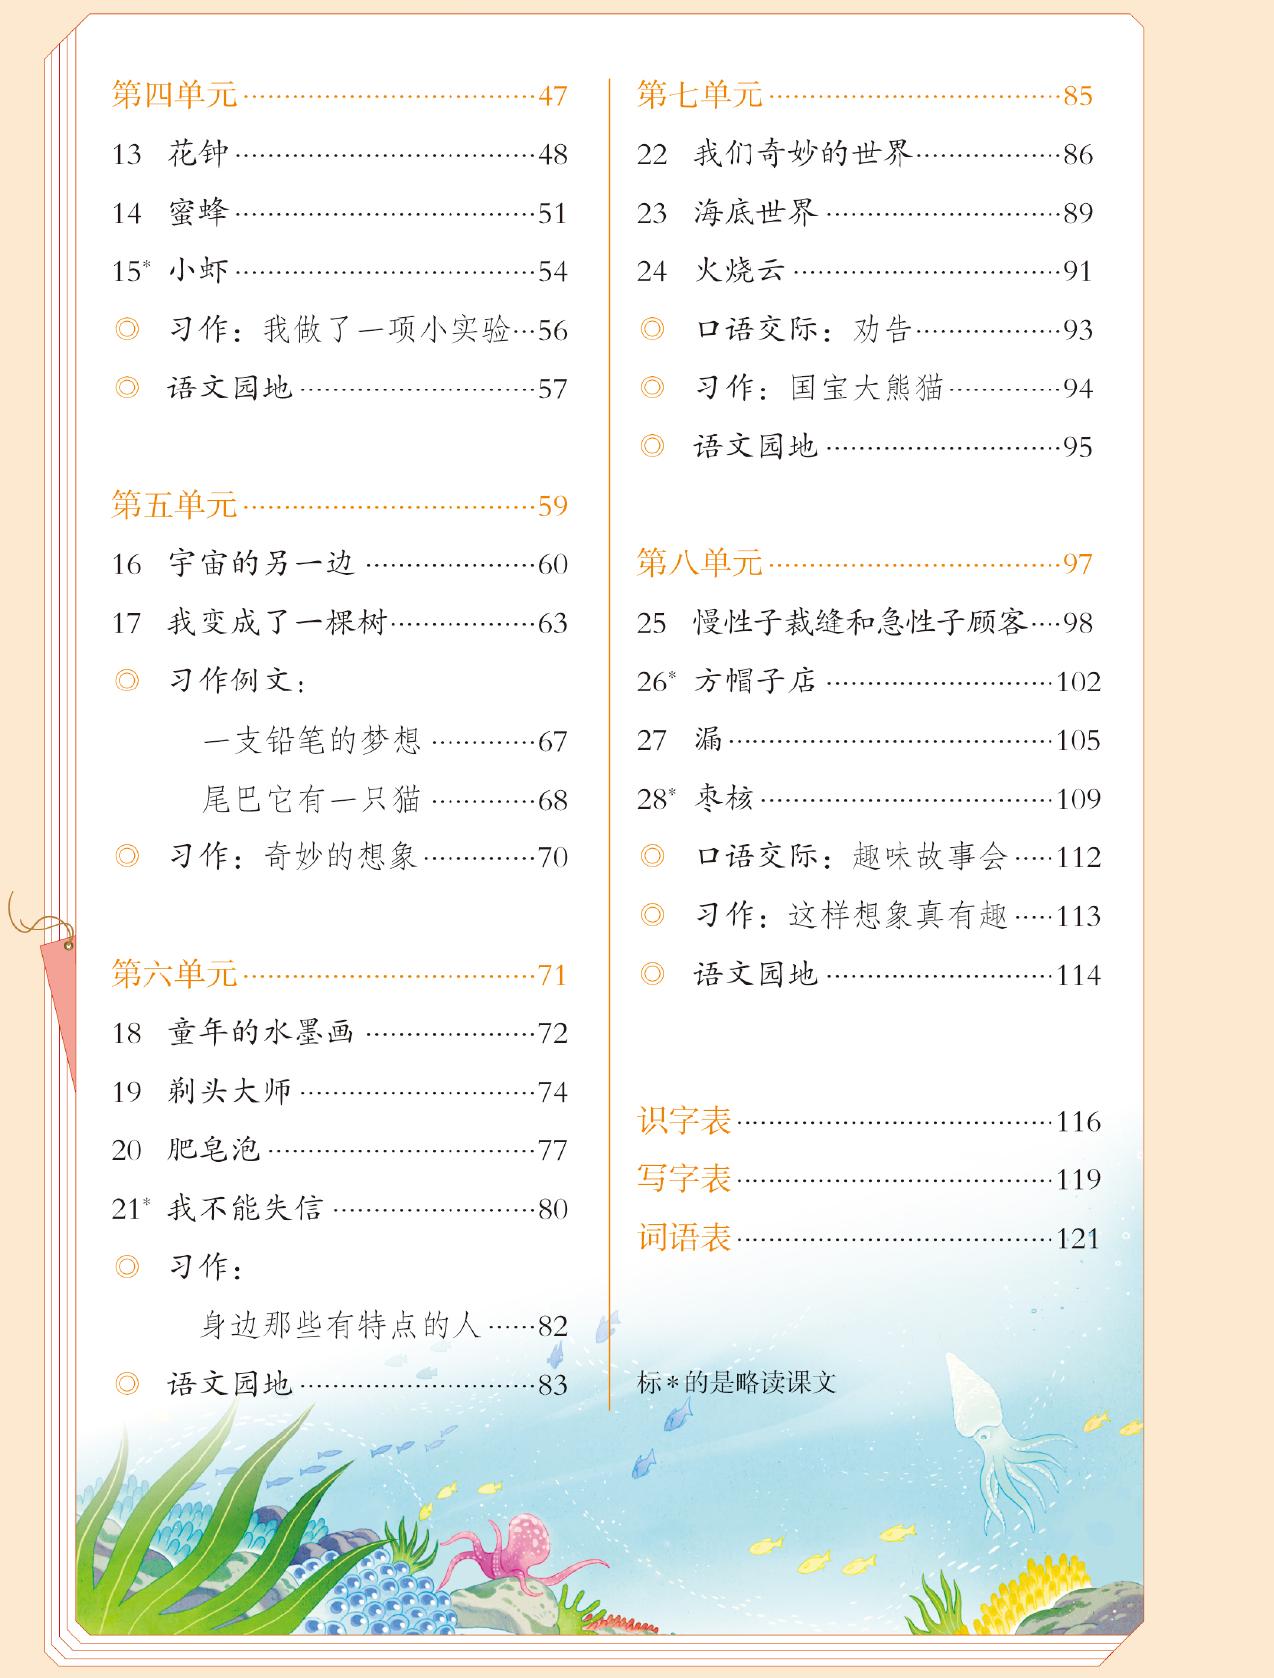 第四单元 47
13 花钟 48
14 蜜蜂 51
15* 小虾 54
◎ 习作：我做了一项小实验 56
◎ 语文园地 57
第五单元 59
16 宇宙的另一边 60
17 我变成了一棵树 63
◎ 习作例文：
一支铅笔的梦想 67
尾巴它有一只猫 68
◎ 习作：奇妙的想象 70
第六单元 71
18 童年的水墨画 72
19 剃头大师 74
20 肥皂泡 77
21* 我不能失信 80
◎ 习作：
身边那些有特点的人 82
◎ 语文园地 83
第七单元 85
22 我们奇妙的世界 86
23 海底世界 89
24 火烧云 91
◎ 口语交际：劝告 93
◎ 习作：国宝大熊猫 94
◎ 语文园地 95
第八单元 97
25 慢性子裁缝和急性子顾客 98
26* 方帽子店 102
27 漏 105
28* 枣核 109
◎ 口语交际：趣味故事会 112
◎ 习作：这样想象真有趣 113
◎ 语文园地 114
识字表 116
写字表 119
词语表 121
标*的是略读课文